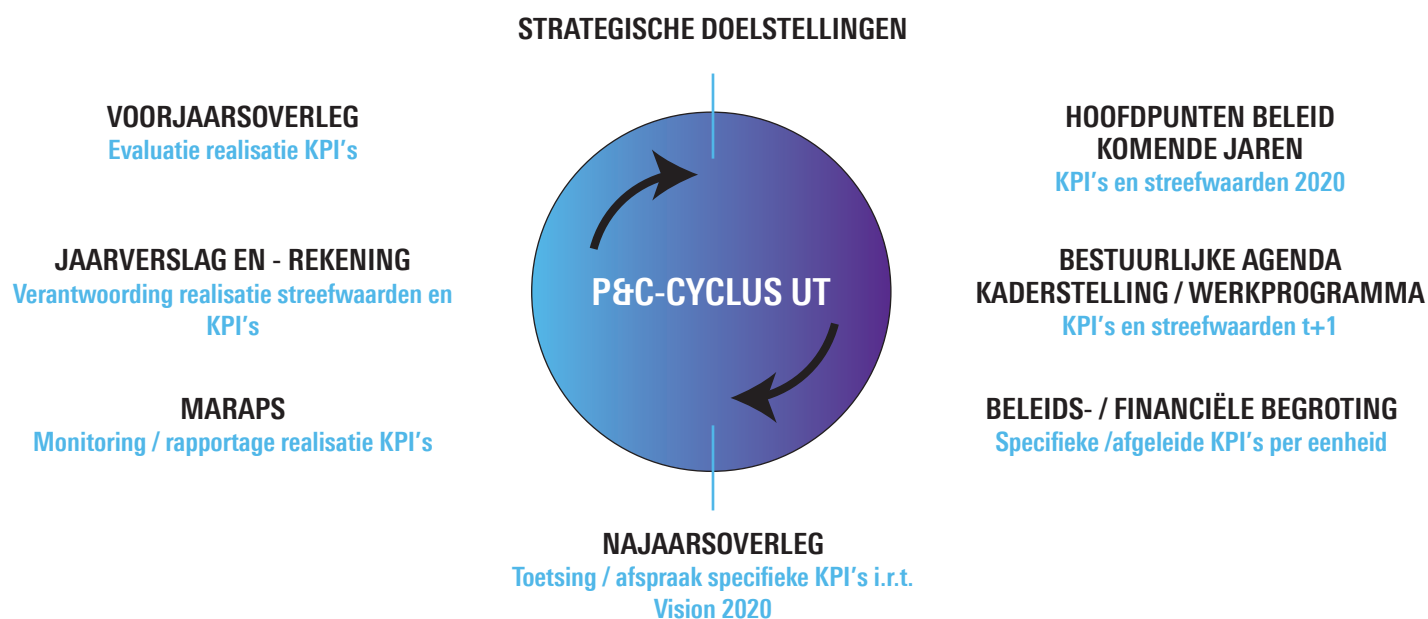 STRATEGISCHE DOELSTELLINGEN
VOORJAARSOVERLEG
Evaluatie realisatie KPI's
HOOFDPUNTEN BELEID
KOMENDE JAREN
KPI's en streefwaarden 2020
JAARVERSLAG EN - REKENING
Verantwoording realisatie streefwaarden en
KPI's
P&C-CYCLUS UT
BESTUURLIJKE AGENDA
KADERSTELLING / WERKPROGRAMMA
KPI's en streefwaarden t+1
MARAPS
Monitoring / rapportage realisatie KPI's
BELEIDS- / FINANCIËLE BEGROTING
Specifieke /afgeleide KPI's per eenheid
NAJAARSOVERLEG
Toetsing / afspraak specifieke KPI's i.r.t.
Vision 2020